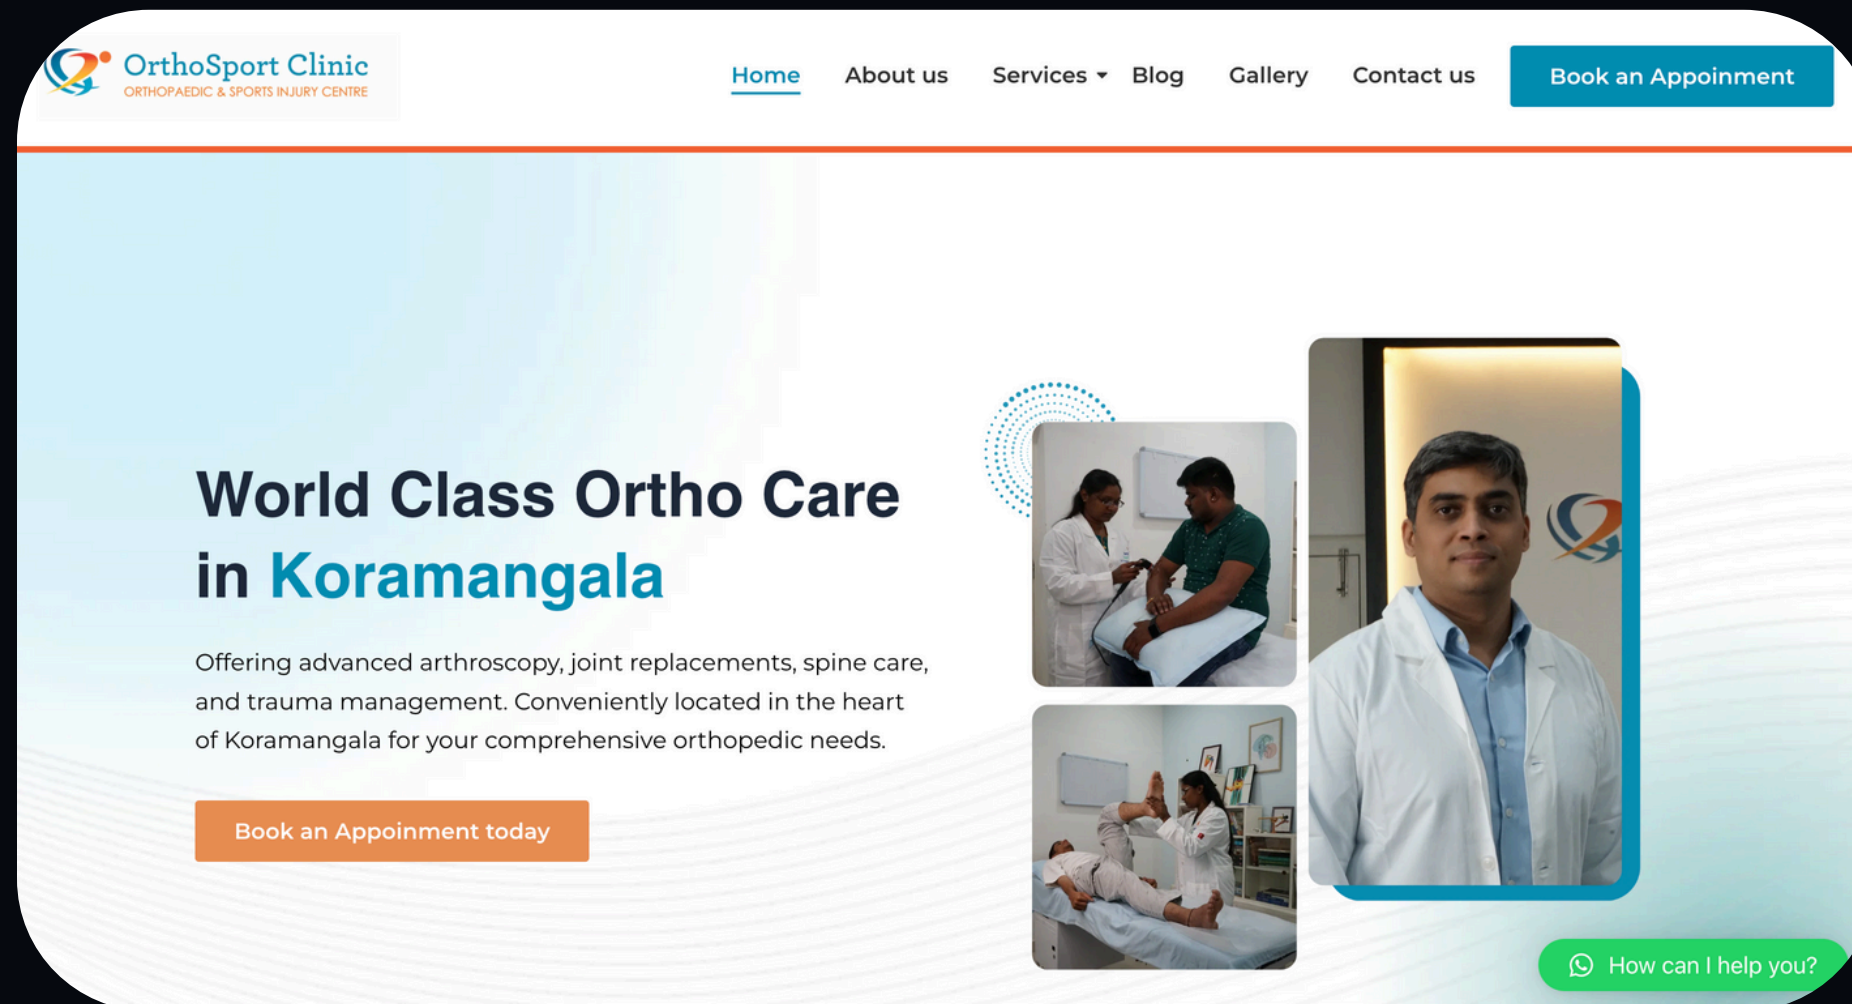 OrthoSport Clinic
ORTHOPAEDIC & SPORTS INJURY CENTRE
Home
About us
Services
Blog
Gallery
Contact us
Book an Appoinment
World Class Ortho Care
in Koramangala
Offering advanced arthroscopy, joint replacements, spine care,
and trauma management. Conveniently located in the heart
of Koramangala for your comprehensive orthopedic needs.
Book an Appoinment today
How can I help you?